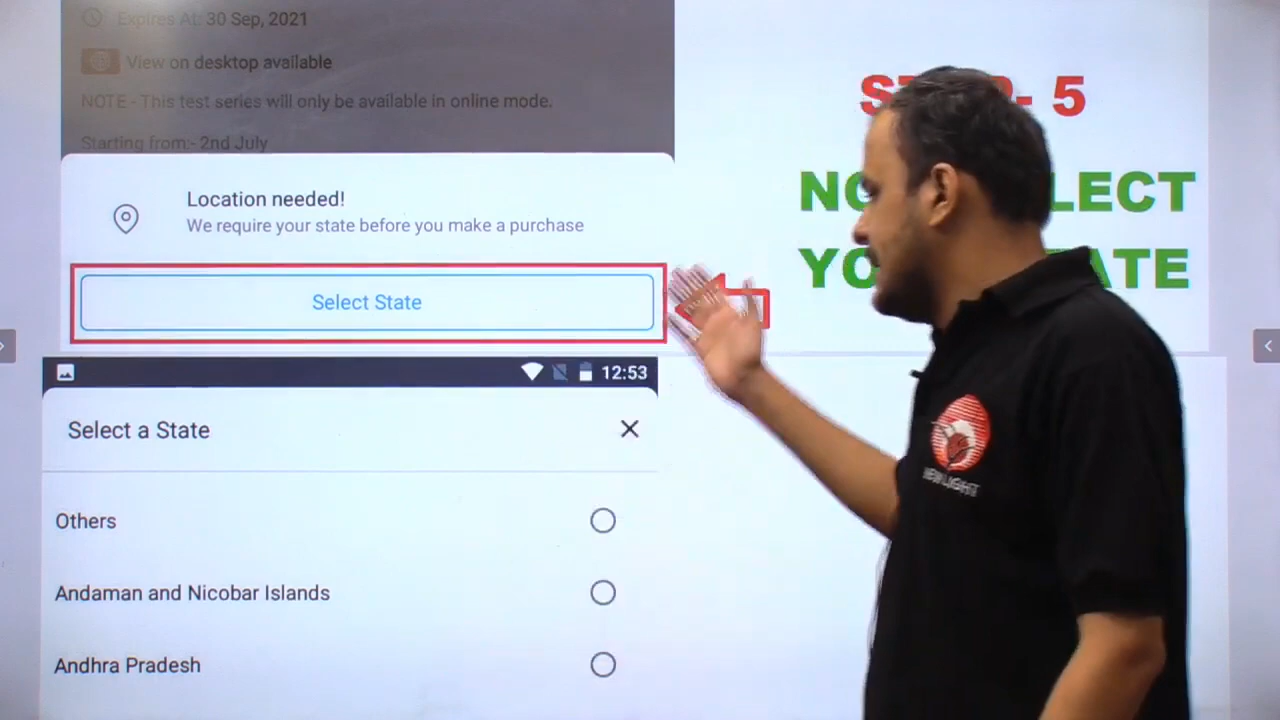 Expires At: 30 Sep, 2021
View on desktop available
NOTE - This test series will only be available in online mode.
Starting from:- 2nd July
Location needed!
We require your state before you make a purchase
Select State
12:53
Select a State
Others
Andaman and Nicobar Islands
Andhra Pradesh
- 5
LIGHT